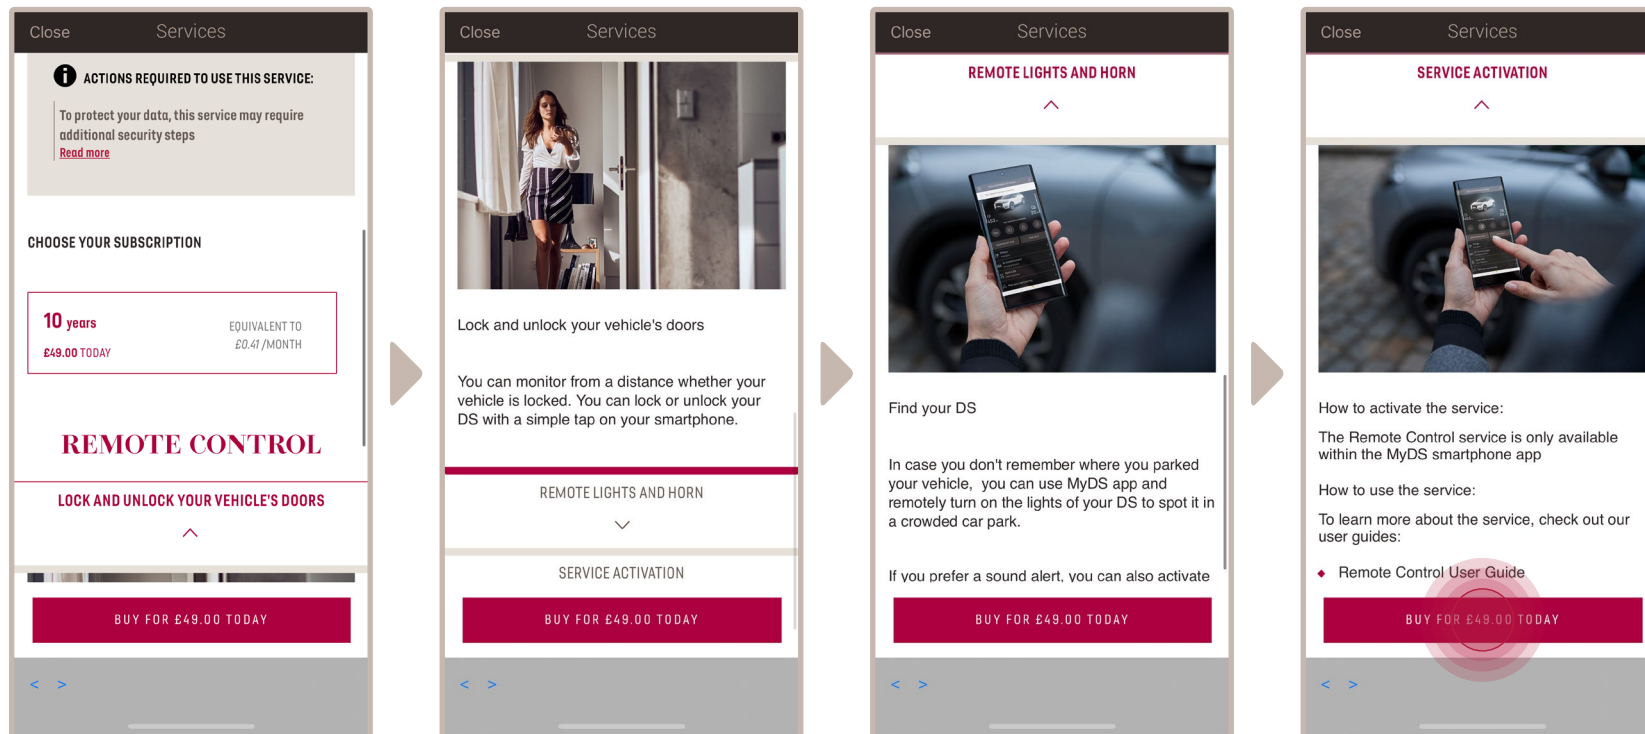 Close Services
ACTIONS REQUIRED TO USE THIS SERVICE:
To protect your data, this service may require
additional security steps
Read more
CHOOSE YOUR SUBSCRIPTION
10 years
£49.00 TODAY
EQUIVALENT TO
£0.41 /MONTH
REMOTE CONTROL
LOCK AND UNLOCK YOUR VEHICLE'S DOORS
BUY FOR £49.00 TODAY
< >
Close Services
Lock and unlock your vehicle's doors
You can monitor from a distance whether your
vehicle is locked. You can lock or unlock your
DS with a simple tap on your smartphone.
REMOTE LIGHTS AND HORN
SERVICE ACTIVATION
BUY FOR £49.00 TODAY
< >
Close Services
REMOTE LIGHTS AND HORN
Find your DS
In case you don't remember where you parked
your vehicle, you can use MyDS app and
remotely turn on the lights of your DS to spot it in
a crowded car park.
If you prefer a sound alert, you can also activate
BUY FOR £49.00 TODAY
< >
Close Services
SERVICE ACTIVATION
How to activate the service:
The Remote Control service is only available
within the MyDS smartphone app
How to use the service:
To learn more about the service, check out our
user guides:
Remote Control User Guide
BUY FOR £49.00 TODAY
< >